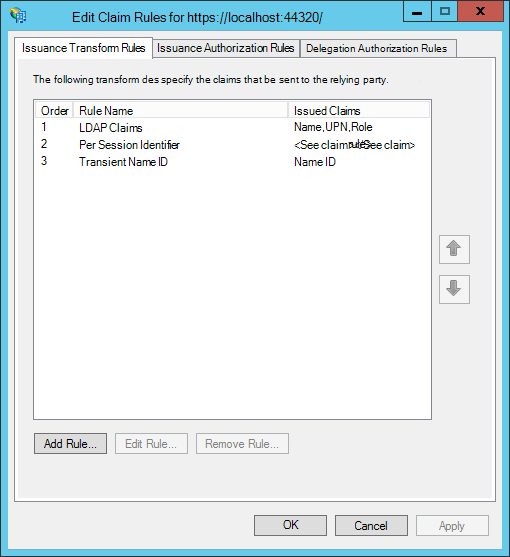 Edit Claim Rules for https://localhost:44320/
Issuance Transform Rules Issuance Authorization Rules Delegation Authorization Rules
The following transform des specify the claims that be sent to the relying party.
Order Rule Name Issued Claims
1 LDAP Claims Name,UPN,Role
2 Per Session Identifier <See claim <See claim>
3 Transient Name ID Name ID
Add Rule... Edit Rule... Remove Rule...
OK Cancel Apply